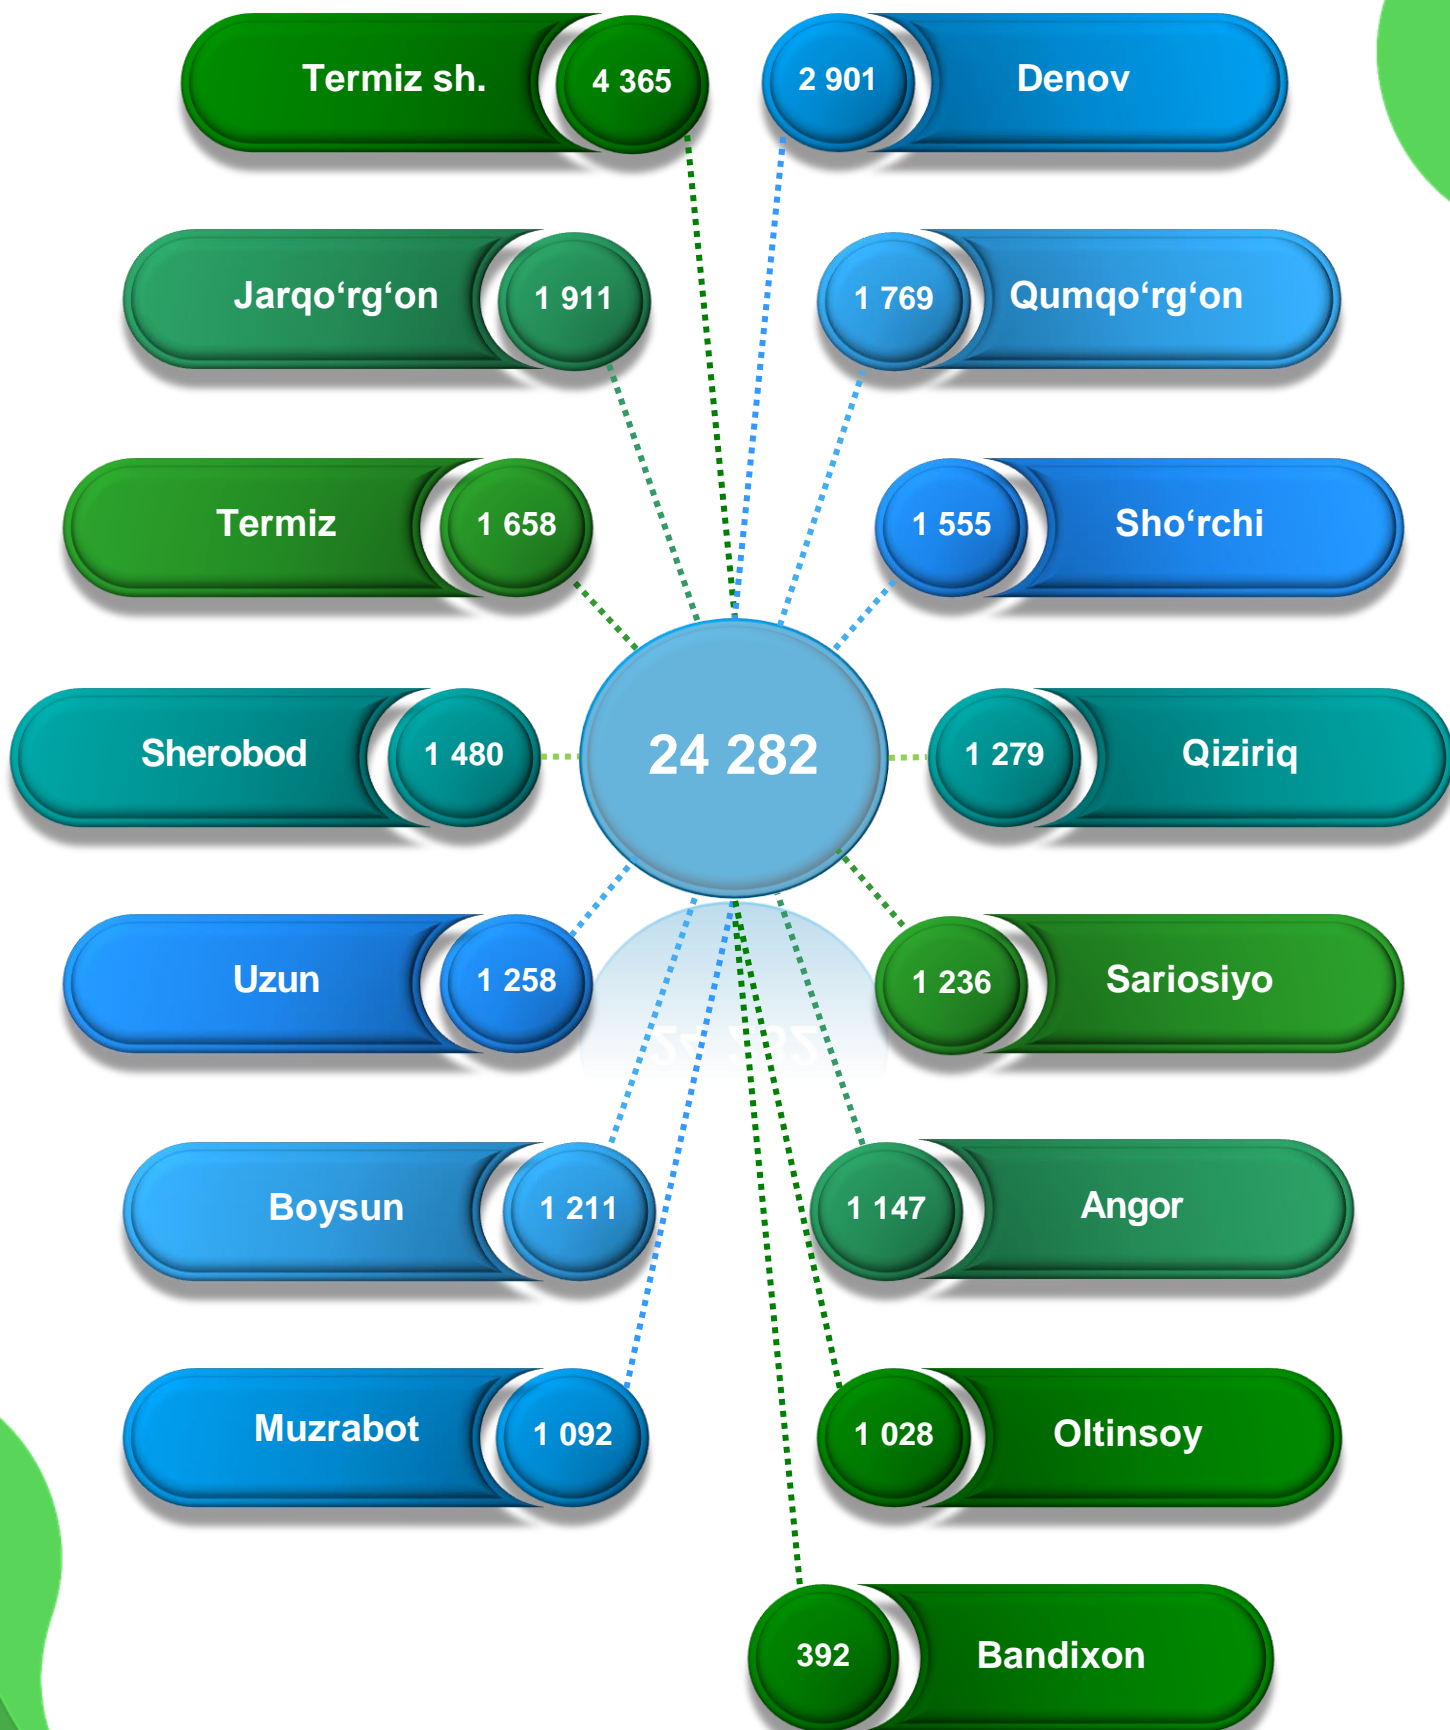 Termiz sh.
4 365
2 901
Denov
Jarqo‘rg‘on
1 911
1 769
Qumqo‘rg‘on
Termiz
1 658
1 555
Sho‘rchi
Sherobod
1 480
24 282
1 279
Qiziriq
Uzun
1 258
1 236
Sariosiyo
Boysun
1 211
1 147
Angor
Muzrabot
1 092
1 028
Oltinsoy
392
Bandixon